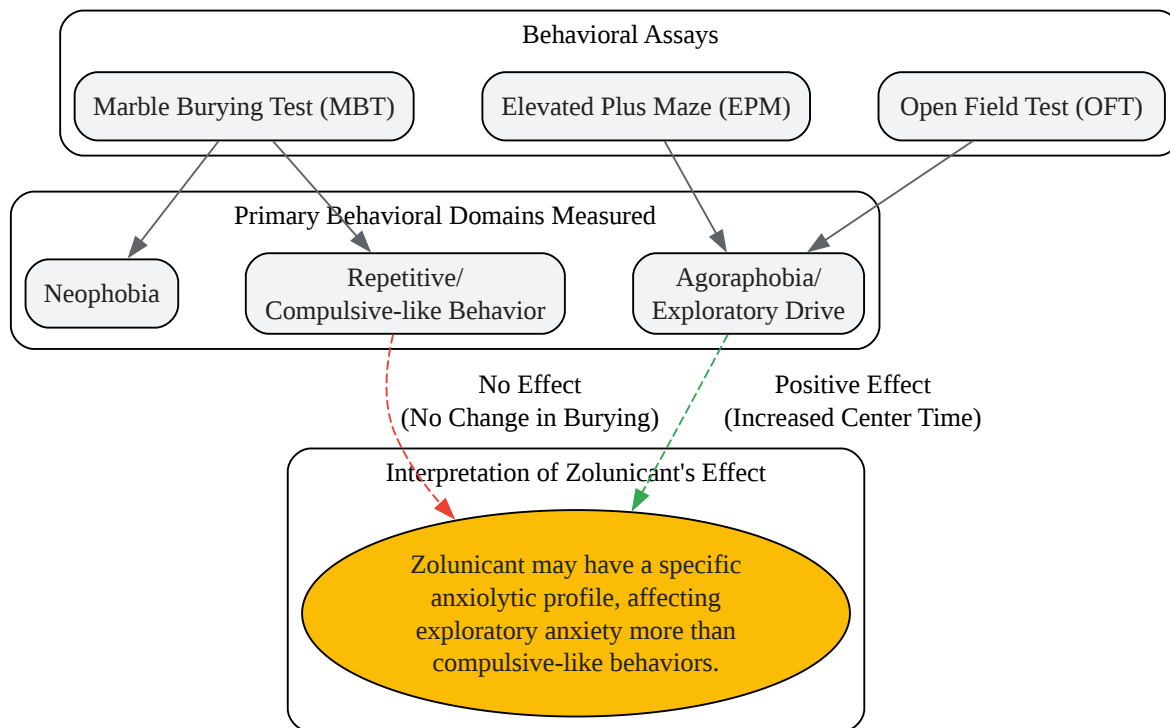 Behavioral Assays
Marble Burying Test (MBT)
Elevated Plus Maze (EPM)
Open Field Test (OFT)
Primary Behavioral Domains Measured
Neophobia
Repetitive/
Compulsive-like Behavior
Agoraphobia/
Exploratory Drive
No Effect
(No Change in Burying)
Positive Effect
(Increased Center Time)
Interpretation of Zolunicant's Effect
Zolunicant may have a specific
anxiolytic profile, affecting
exploratory anxiety more than
compulsive-like behaviors.